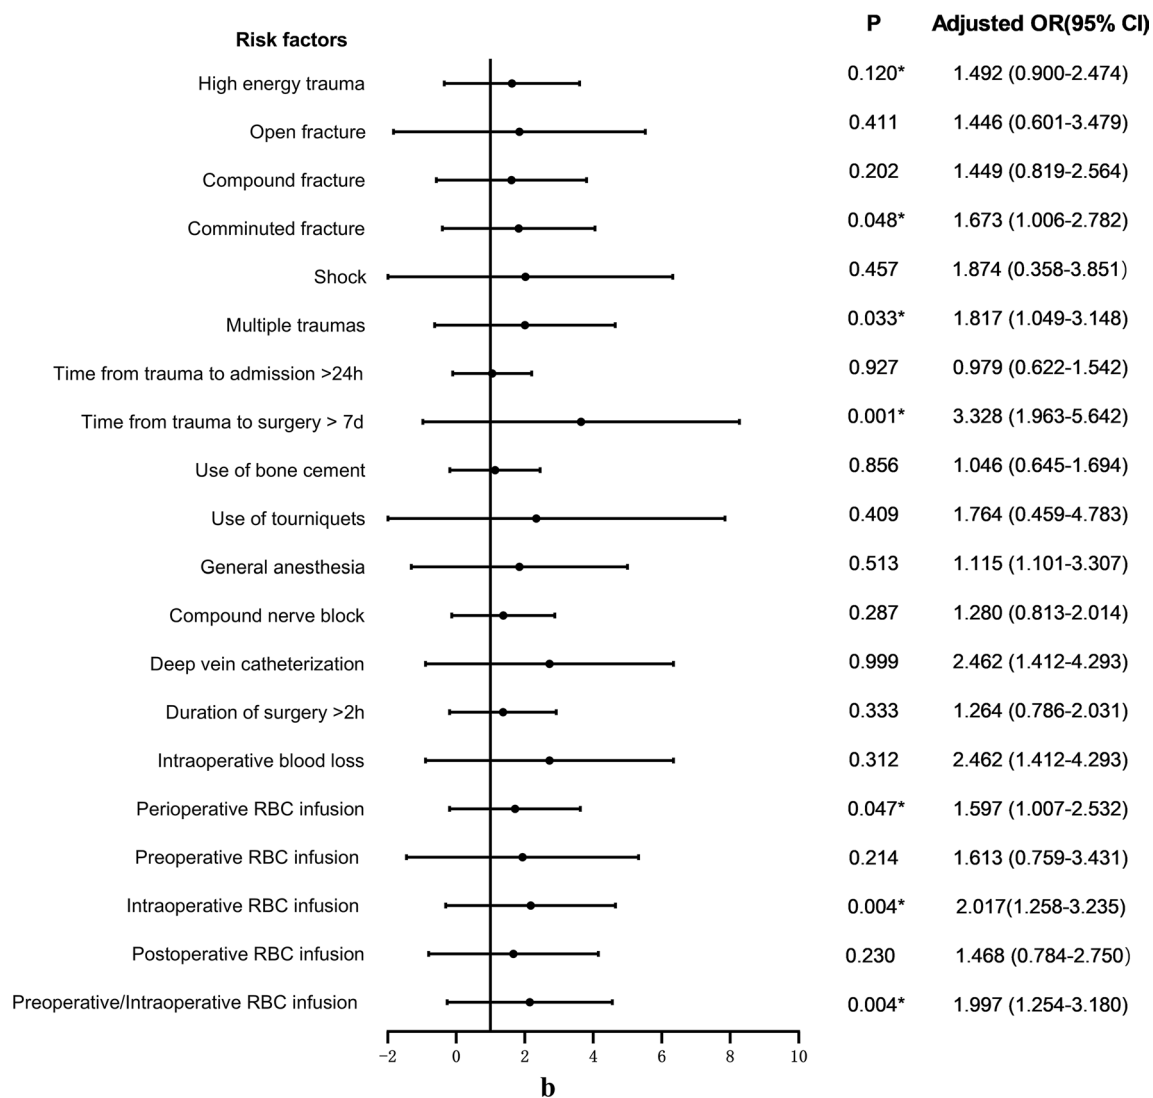 Risk factors P Adjusted OR(95% CI)
High energy trauma 0.120* 1.492 (0.900-2.474)
Open fracture 0.411 1.446 (0.601-3.479)
Compound fracture 0.202 1.449 (0.819-2.564)
Comminuted fracture 0.048* 1.673 (1.006-2.782)
Shock 0.457 1.874 (0.358-3.851)
Multiple traumas 0.033* 1.817 (1.049-3.148)
Time from trauma to admission >24h 0.927 0.979 (0.622-1.542)
Time from trauma to surgery > 7d 0.001* 3.328 (1.963-5.642)
Use of bone cement 0.856 1.046 (0.645-1.694)
Use of tourniquets 0.409 1.764 (0.459-4.783)
General anesthesia 0.513 1.115 (1.101-3.307)
Compound nerve block 0.287 1.280 (0.813-2.014)
Deep vein catheterization 0.999 2.462 (1.412-4.293)
Duration of surgery >2h 0.333 1.264 (0.786-2.031)
Intraoperative blood loss 0.312 2.462 (1.412-4.293)
Perioperative RBC infusion 0.047* 1.597 (1.007-2.532)
Preoperative RBC infusion 0.214 1.613 (0.759-3.431)
Intraoperative RBC infusion 0.004* 2.017(1.258-3.235)
Postoperative RBC infusion 0.230 1.468 (0.784-2.750)
Preoperative/Intraoperative RBC infusion 0.004* 1.997 (1.254-3.180)
-2 0 2 4 6 8 10
b